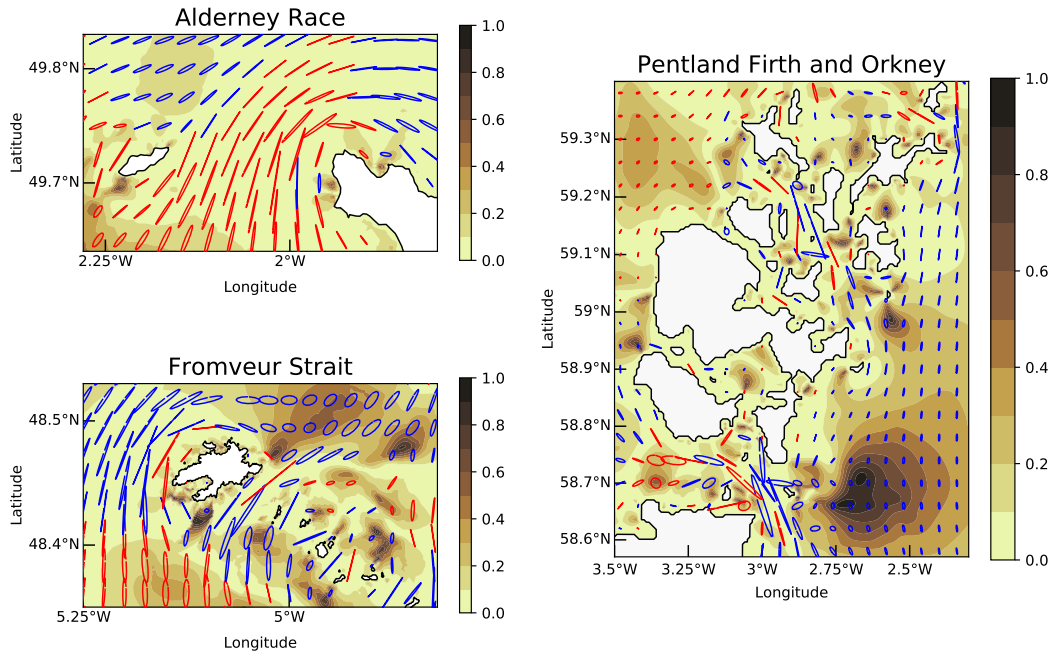 Alderney Race
49.8°N
49.7°N
Latitude
2.25°W
2°W
Longitude
1.0
0.8
0.6
0.4
0.2
0.0
Fromveur Strait
48.5°N
48.4°N
Latitude
5.25°W
5°W
Longitude
1.0
0.8
0.6
0.4
0.2
0.0
Pentland Firth and Orkney
59.3°N
59.2°N
59.1°N
59°N
58.9°N
58.8°N
58.7°N
58.6°N
Latitude
3.5°W
3.25°W
3°W
2.75°W
2.5°W
Longitude
1.0
0.8
0.6
0.4
0.2
0.0